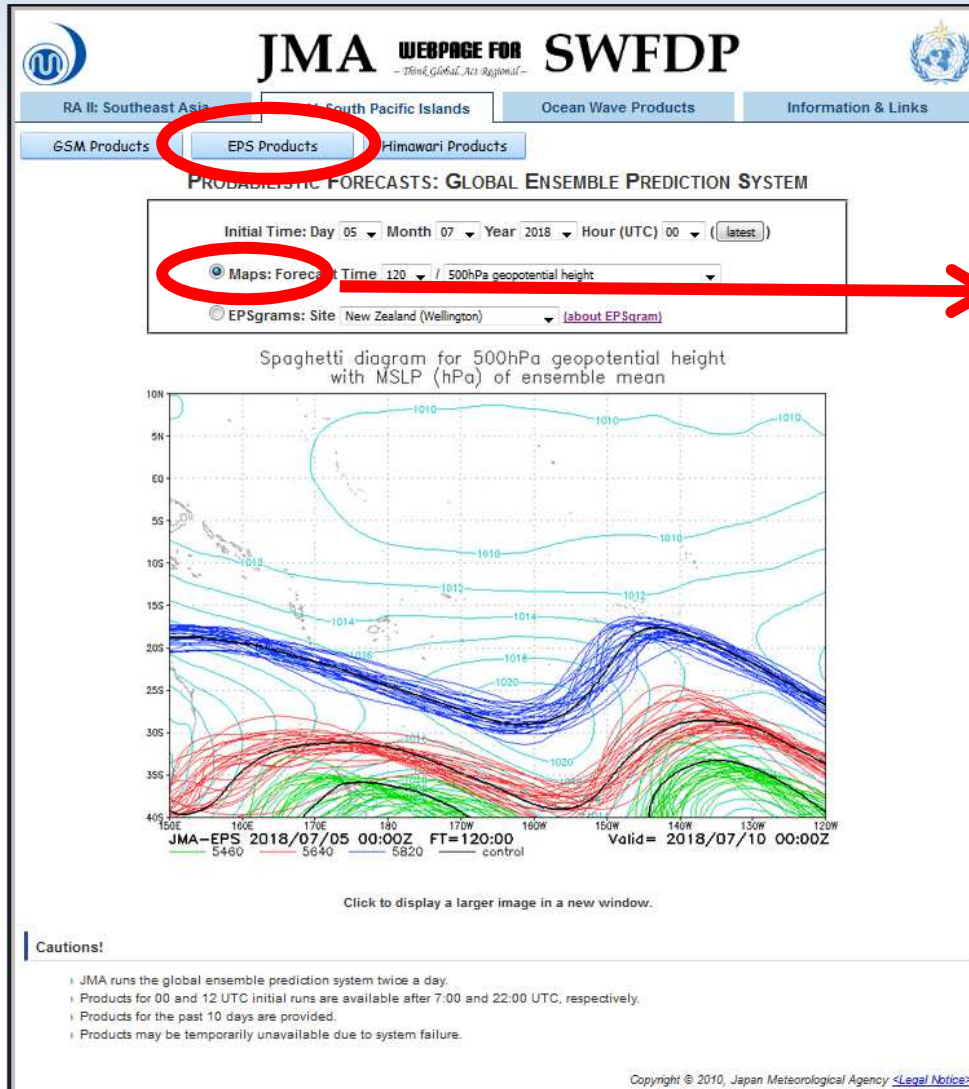 JMA WEBPAGE FOR SWFDP
– Think Global, Act Regional –
RA II: Southeast Asia South Pacific Islands Ocean Wave Products Information & Links
GSM Products EPS Products Himawari Products
PROBABILISTIC FORECASTS: GLOBAL ENSEMBLE PREDICTION SYSTEM
Initial Time: Day 05 Month 07 Year 2018 Hour (UTC) 00 ( latest )
Maps: Forecast Time 120 / 500hPa geopotential height
EPSgrams: Site New Zealand (Wellington) (about EPSgram)
Spaghetti diagram for 500hPa geopotential height
with MSLP (hPa) of ensemble mean
10N
1010 1010 1010
5N
EQ
5S
1010
1010
10S
1010
1012
1012
15S
1014 1014
20S
1016 1018
25S
1020
30S
1020
35S
40S
150E 160E 170E 180 170W 160W 150W 140W 130W 120W
JMA-EPS 2018/07/05 00:00Z FT=120:00 Valid= 2018/07/10 00:00Z
5460 5640 5820 control
Click to display a larger image in a new window.
Cautions!
JMA runs the global ensemble prediction system twice a day.
Products for 00 and 12 UTC initial runs are available after 7:00 and 22:00 UTC, respectively.
Products for the past 10 days are provided.
Products may be temporarily unavailable due to system failure.
Copyright © 2010, Japan Meteorological Agency <Legal Notice>